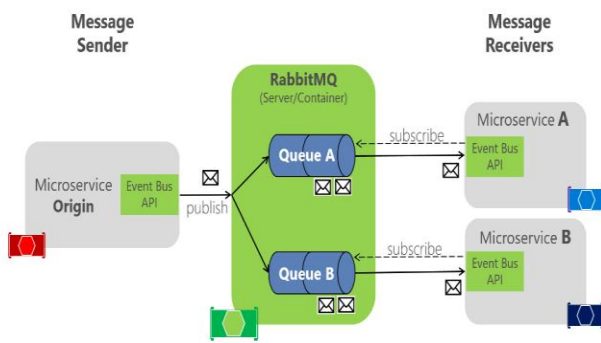 Message
Sender
Message
Receivers
RabbitMQ
(Server/Container)
Microservice A
Queue A
subscribe
Event Bus
API
Microservice
Origin
Event Bus
API
publish
Microservice B
subscribe
Queue B
Event Bus
API